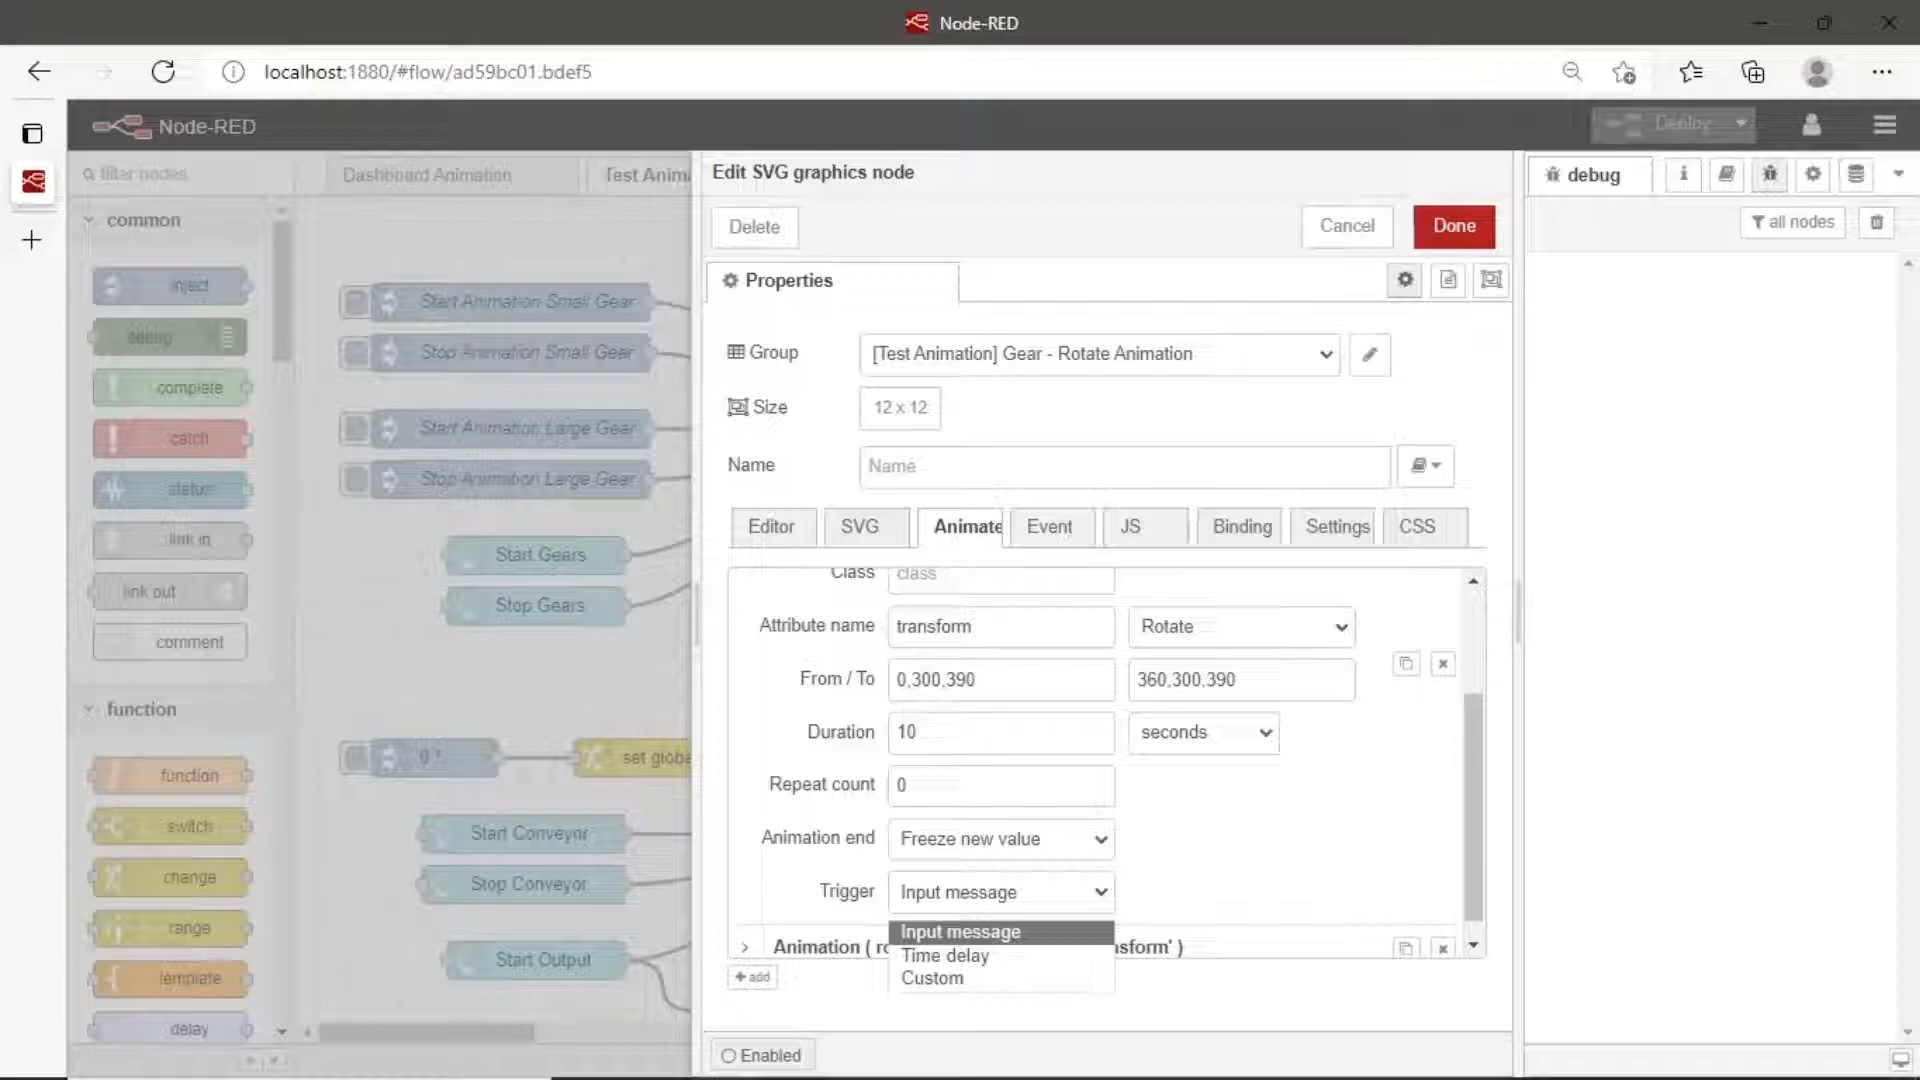 Node-RED
localhost:1880/#flow/ad59bc01.bdef5
Node-RED
Deploy
filter nodes
Dashboard Animation
Test Anim
Edit SVG graphics node
debug
i
common
Delete
Cancel
Done
all nodes
inject
debug
complete
catch
status
link in
link out
comment
function
function
switch
change
range
template
delay
Start Animation Small Gear
Stop Animation Small Gear
Start Animation Large Gear
Stop Animation Large Gear
Start Gears
Stop Gears
set globa
Start Conveyor
Stop Conveyor
Start Output
Properties
Group
[Test Animation] Gear - Rotate Animation
Size
12 x 12
Name
Name
Editor
SVG
Animate
Event
JS
Binding
Settings
CSS
Class
class
Attribute name
transform
Rotate
From / To
0,300,390
360,300,390
Duration
10
seconds
Repeat count
0
Animation end
Freeze new value
Trigger
Input message
Input message
Time delay
Custom
Animation ( ro
nsform' )
+ add
Enabled